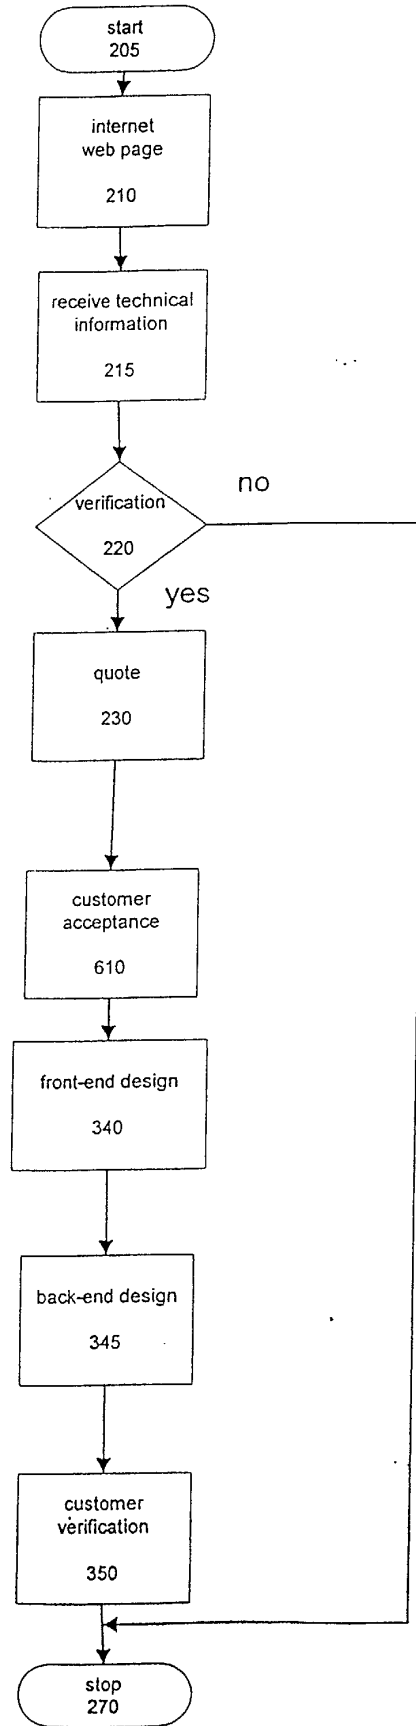 start
205
internet
web page
210
receive technical
information
215
verification
220
no
yes
quote
230
customer
acceptance
610
front-end design
340
back-end design
345
customer
verification
350
stop
270